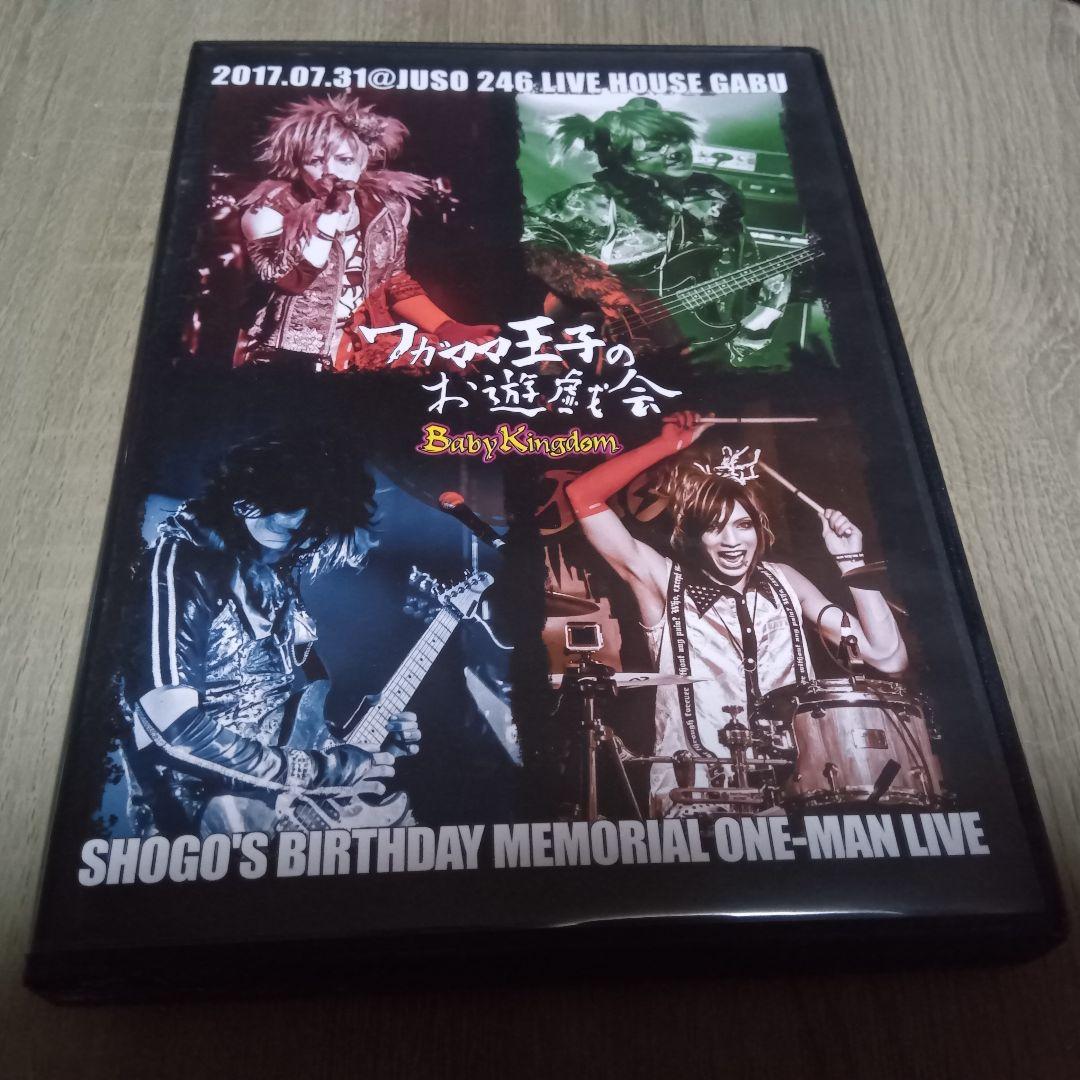 2017.07.31@JUSO 246 LIVE HOUSE GABU
ワガママ王子の
お遊戯会
BabyKingdom
SHOGO'S BIRTHDAY MEMORIAL ONE-MAN LIVE